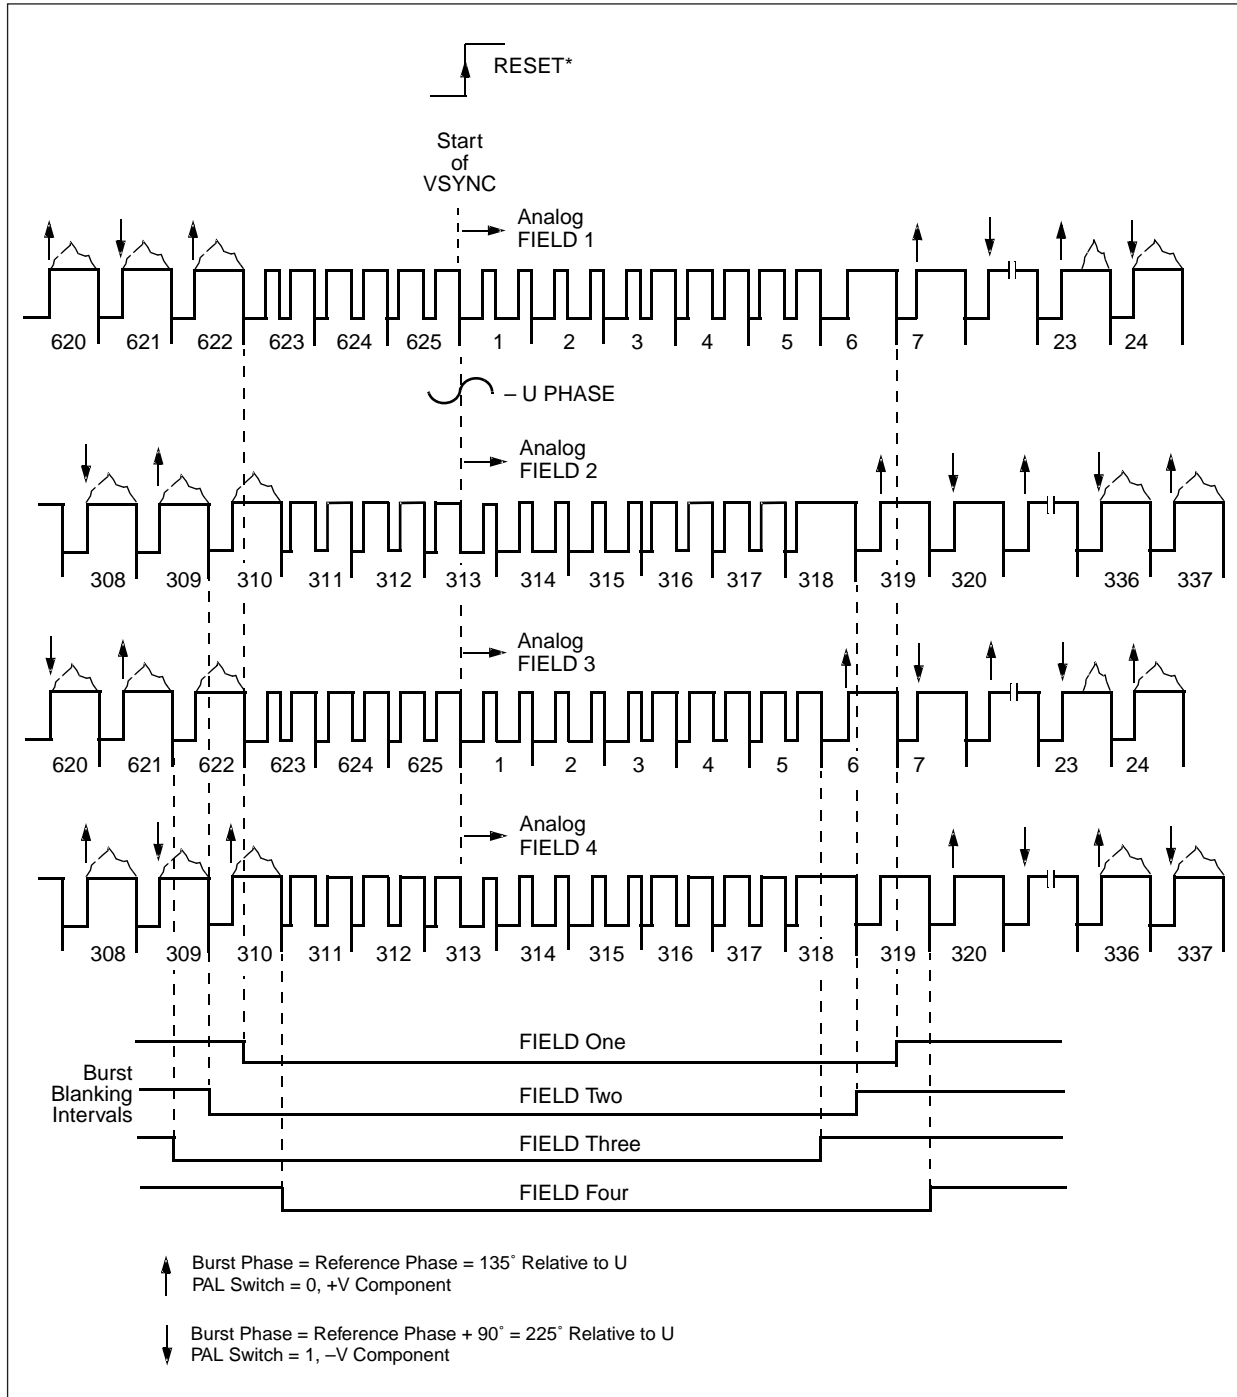 RESET*
Start
of
VSYNC
Analog
FIELD 1
620 621 622 623 624 625 1 2 3 4 5 6 7 23 24
– U PHASE
Analog
FIELD 2
308 309 310 311 312 313 314 315 316 317 318 319 320 336 337
Analog
FIELD 3
620 621 622 623 624 625 1 2 3 4 5 6 7 23 24
Analog
FIELD 4
308 309 310 311 312 313 314 315 316 317 318 319 320 336 337
Burst
Blanking
Intervals
FIELD One
FIELD Two
FIELD Three
FIELD Four
Burst Phase = Reference Phase = 135° Relative to U
PAL Switch = 0, +V Component
Burst Phase = Reference Phase + 90° = 225° Relative to U
PAL Switch = 1, –V Component